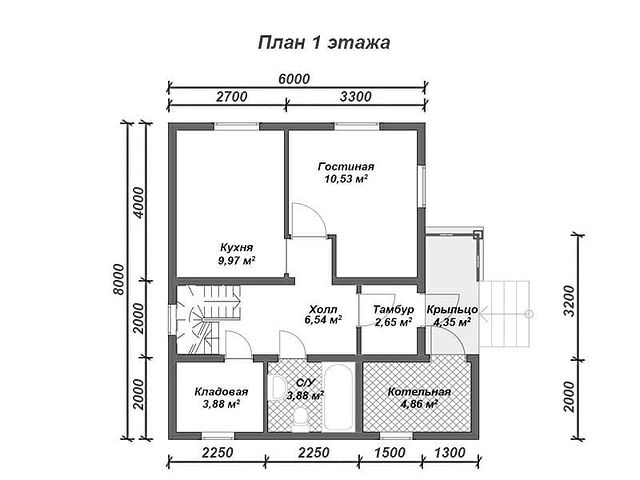 План 1 этажа
6000
2700 3300
Гостиная
10,53 м²
4000
Кухня
9,97 м²
8000
Холл
6,54 м²
Тамбур
2,65 м²
Крыльцо
4,35 м²
2000
3200
Кладовая
3,88 м²
С/У
3,88 м²
Котельная
4,86 м²
2000
2000
2250 2250 1500 1300